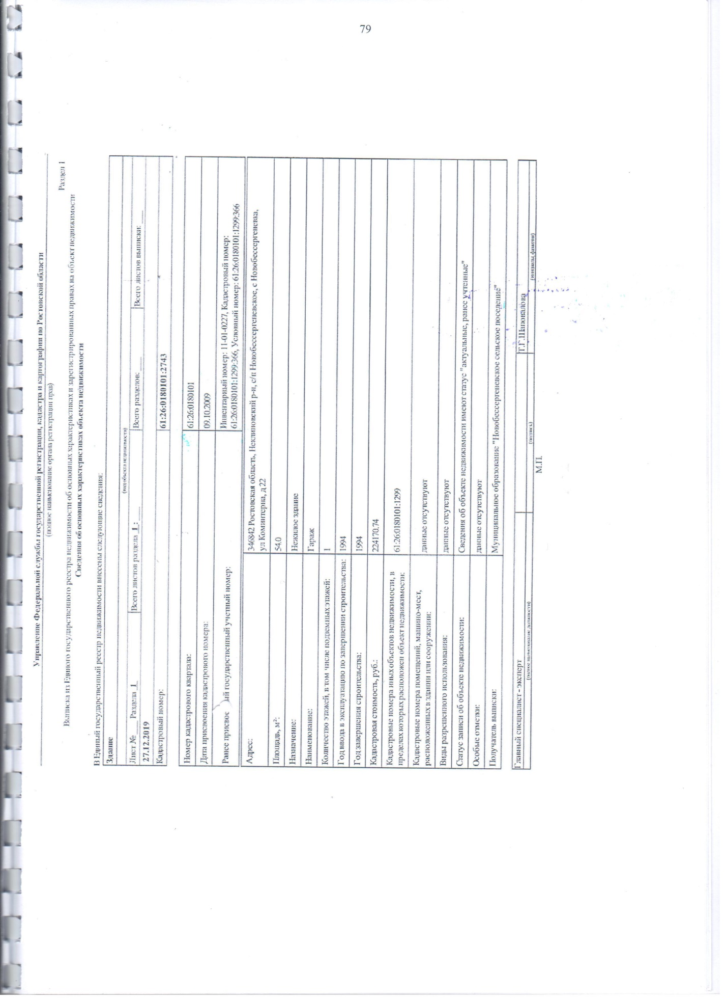 79
Управление Федеральной службы государственной регистрации, кадастра и картографии по Ростовской области
(полное наименование органа регистрации прав)
Раздел 1
Выписка из Единого государственного реестра недвижимости об основных характеристиках и зарегистрированных правах на объект недвижимости
Сведения об основных характеристиках объекта недвижимости
В Единый государственный реестр недвижимости внесены следующие сведения:
Здание
(вид объекта недвижимости)
Лист № ___ Раздела 1 Всего листов раздела 1 : ___ Всего разделов: ___ Всего листов выписки: ___
27.12.2019
Кадастровый номер: 61:26:0180101:2743
Номер кадастрового квартала: 61:26:0180101
Дата присвоения кадастрового номера: 09.10.2009
Ранее присвос ый государственный учетный номер: Инвентарный номер: 11-01-0227, Кадастровый номер:
61:26:0180101:1299:366, Условный номер: 61:26:0180101:1299:366
Адрес: 346842 Ростовская область, Неклиновский р-н, с/п Новобессергеневское, с Новобессергеневка,
ул Коминтерна, д 22
Площадь, м²: 54.0
Назначение: Нежилое здание
Наименование: Гараж
Количество этажей, в том числе подземных этажей: 1
Год ввода в эксплуатацию по завершении строительства: 1994
Год завершения строительства: 1994
Кадастровая стоимость, руб.: 224170.74
Кадастровые номера иных объектов недвижимости, в
пределах которых расположен объект недвижимости: 61:26:0180101:1299
Кадастровые номера помещений, машино-мест,
расположенных в здании или сооружении: данные отсутствуют
Виды разрешенного использования: данные отсутствуют
Статус записи об объекте недвижимости: Сведения об объекте недвижимости имеют статус "актуальные, ранее учтенные"
Особые отметки: данные отсутствуют
Получатель выписки: Муниципальное образование "Новобессергеневское сельское поселение"
Главный специалист - эксперт Т.Г.Шаповалова
(полное наименование должности) (подпись) (инициалы, фамилия)
М.П.